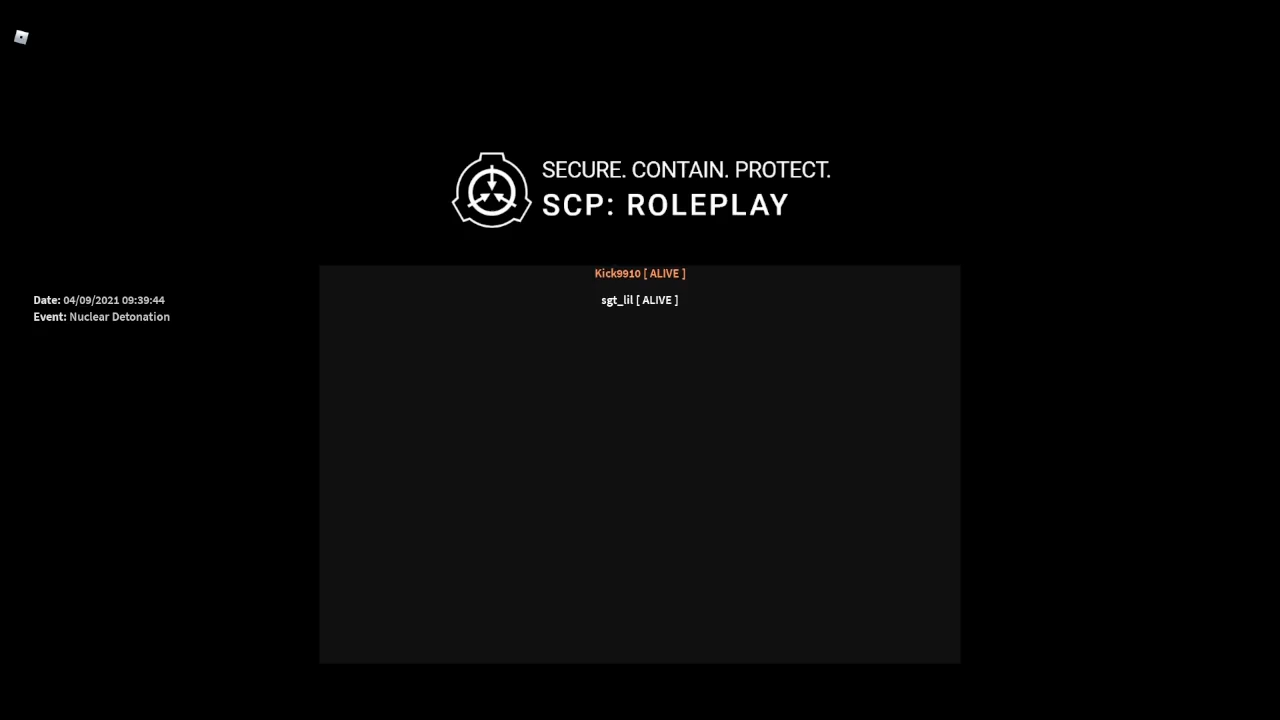 SECURE. CONTAIN. PROTECT.
SCP: ROLEPLAY
Kick9910 [ ALIVE ]
sgt_lil [ ALIVE ]
Date: 04/09/2021 09:39:44
Event: Nuclear Detonation